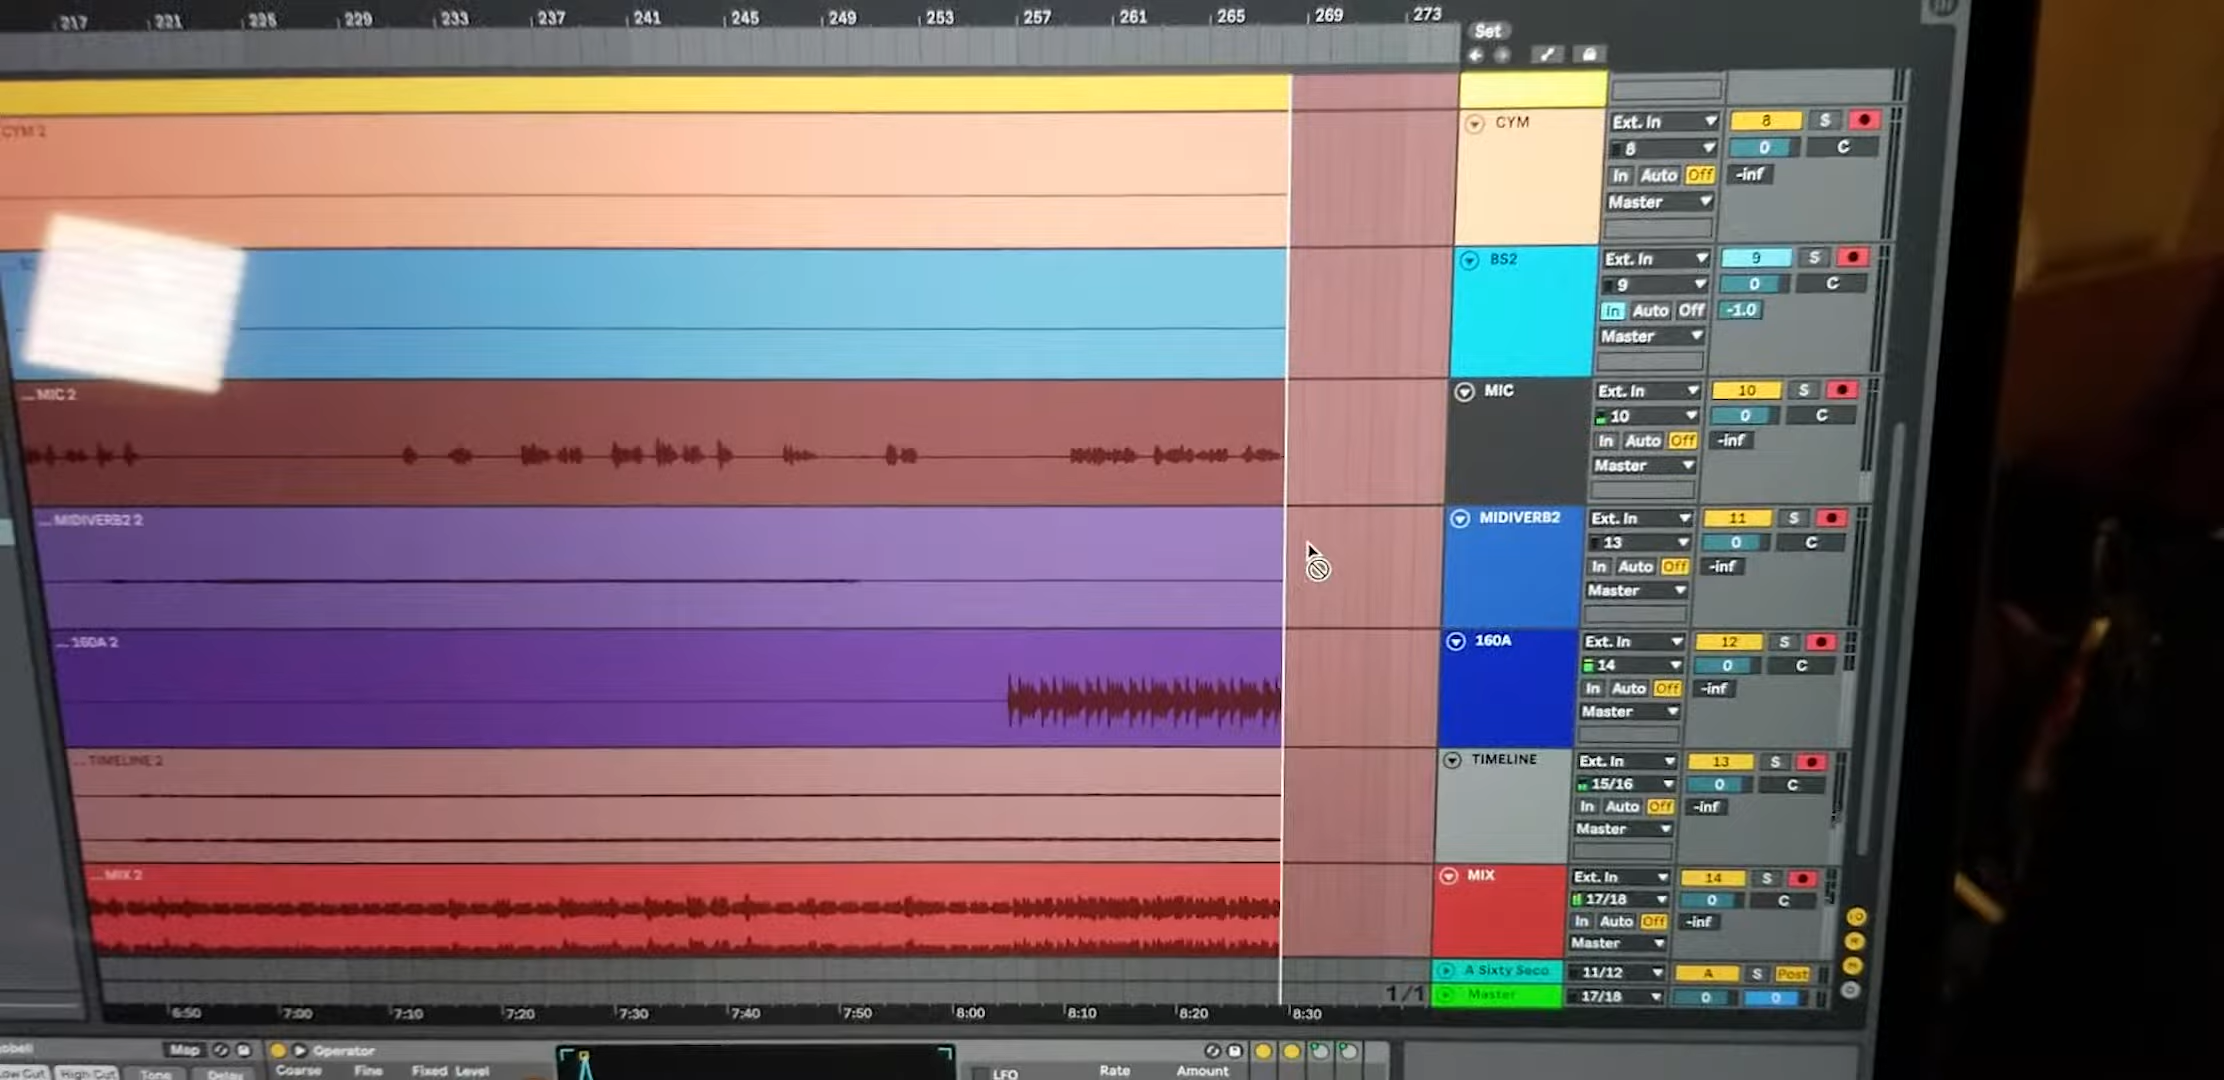 217 221 225 229 233 237 241 245 249 253 257 261 265 269 273
Set
CYM 2
CYM
Ext. In 8 S
8 0 C
In Auto Off -inf
Master
BS2
Ext. In 9 S
9 0 C
In Auto Off -1.0
Master
...MIC 2
MIC
Ext. In 10 S
10 0 C
In Auto Off -inf
Master
...MIDIVERB2 2
MIDIVERB2
Ext. In 11 S
13 0 C
In Auto Off -inf
Master
...160A 2
160A
Ext. In 12 S
14 0 C
In Auto Off -inf
Master
...TIMELINE 2
TIMELINE
Ext. In 13 S
15/16 0 C
In Auto Off -inf
Master
...MIX 2
MIX
Ext. In 14 S
17/18 0 C
In Auto Off -inf
Master
A Sixty Seco 11/12 A S Post
1/1 Master 17/18 0 0
6:50 7:00 7:10 7:20 7:30 7:40 7:50 8:00 8:10 8:20 8:30
Map Operator
Low Cut High Cut Tone Delay Coarse Fine Fixed Level LFO Rate Amount